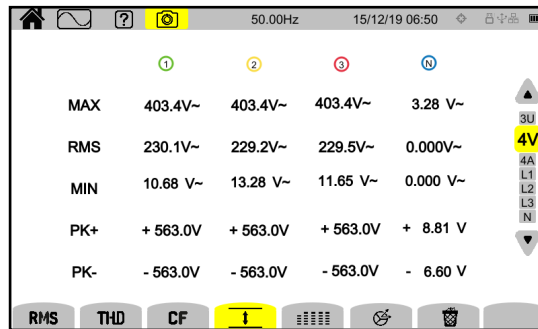 ? 50.00Hz 15/12/19 06:50
1 2 3 N
MAX 403.4V~ 403.4V~ 403.4V~ 3.28 V~
RMS 230.1V~ 229.2V~ 229.5V~ 0.000V~
MIN 10.68 V~ 13.28 V~ 11.65 V~ 0.000 V~
PK+ + 563.0V + 563.0V + 563.0V + 8.81 V
PK- - 563.0V - 563.0V - 563.0V - 6.60 V
3U
4V
4A
L1
L2
L3
N
RMS THD CF